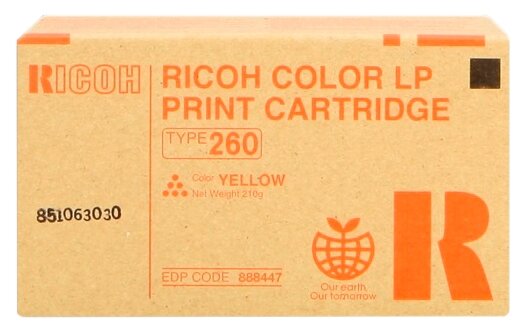 RICOH
RICOH COLOR LP
PRINT CARTRIDGE
TYPE 260
Color YELLOW
Net Weight 210g
851063030
EDP CODE 888447
Our earth,
Our tomorrow
R